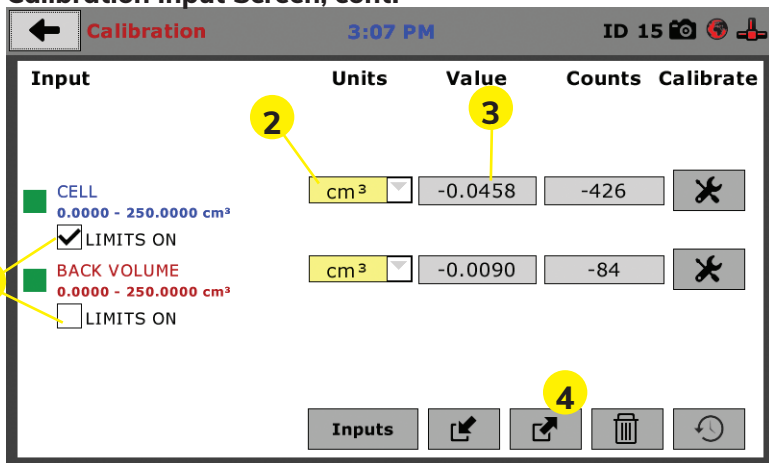 Calibration Input Screen, cont.
Calibration 3:07 PM ID 15
Input Units Value Counts Calibrate
2 3
CELL cm³ -0.0458 -426
0.0000 - 250.0000 cm³
LIMITS ON
BACK VOLUME cm³ -0.0090 -84
0.0000 - 250.0000 cm³
LIMITS ON
4
Inputs